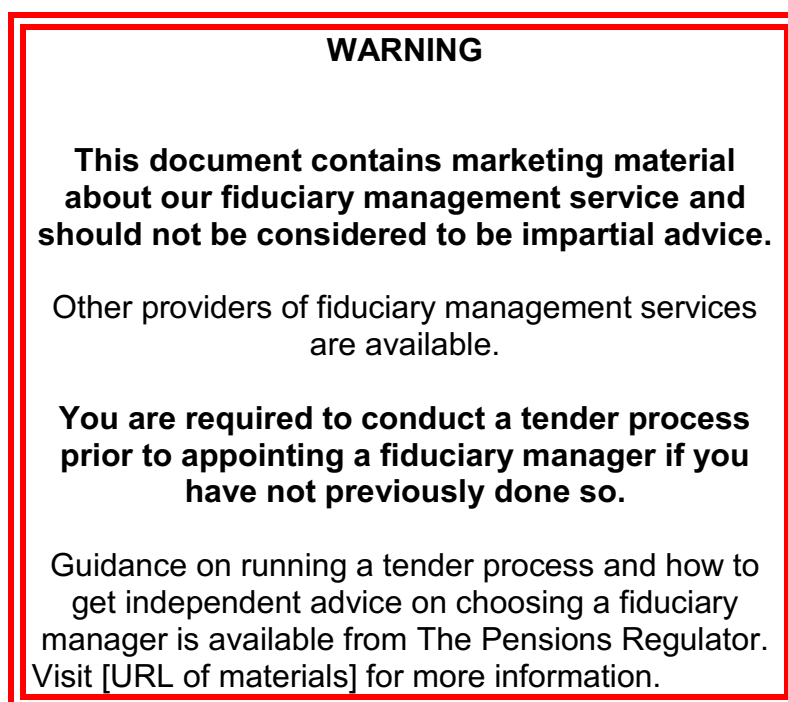 WARNING
This document contains marketing material
about our fiduciary management service and
should not be considered to be impartial advice.
Other providers of fiduciary management services
are available.
You are required to conduct a tender process
prior to appointing a fiduciary manager if you
have not previously done so.
Guidance on running a tender process and how to
get independent advice on choosing a fiduciary
manager is available from The Pensions Regulator.
Visit [URL of materials] for more information.